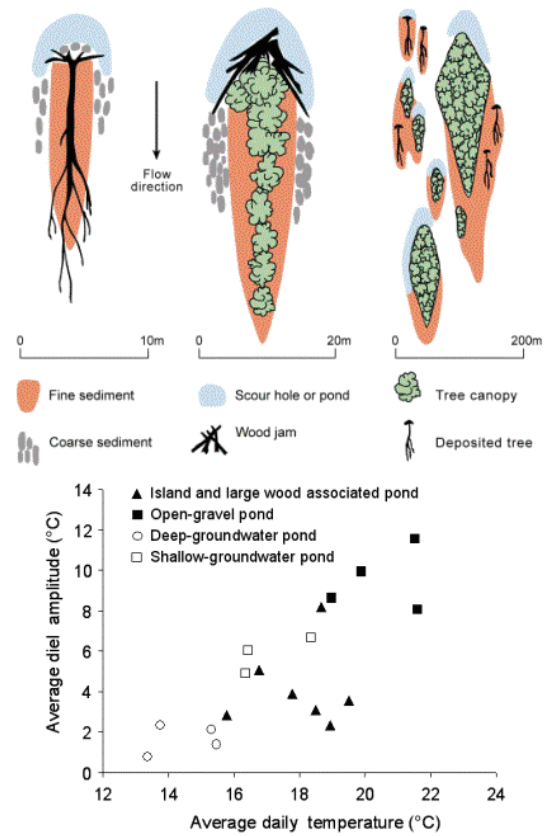 Flow
direction
0 10m
0 20m
0 200m
Fine sediment
Scour hole or pond
Tree canopy
Coarse sediment
Wood jam
Deposited tree
Island and large wood associated pond
Open-gravel pond
Deep-groundwater pond
Shallow-groundwater pond
Average diel amplitude (°C)
14
12
10
8
6
4
2
0
12 14 16 18 20 22 24
Average daily temperature (°C)